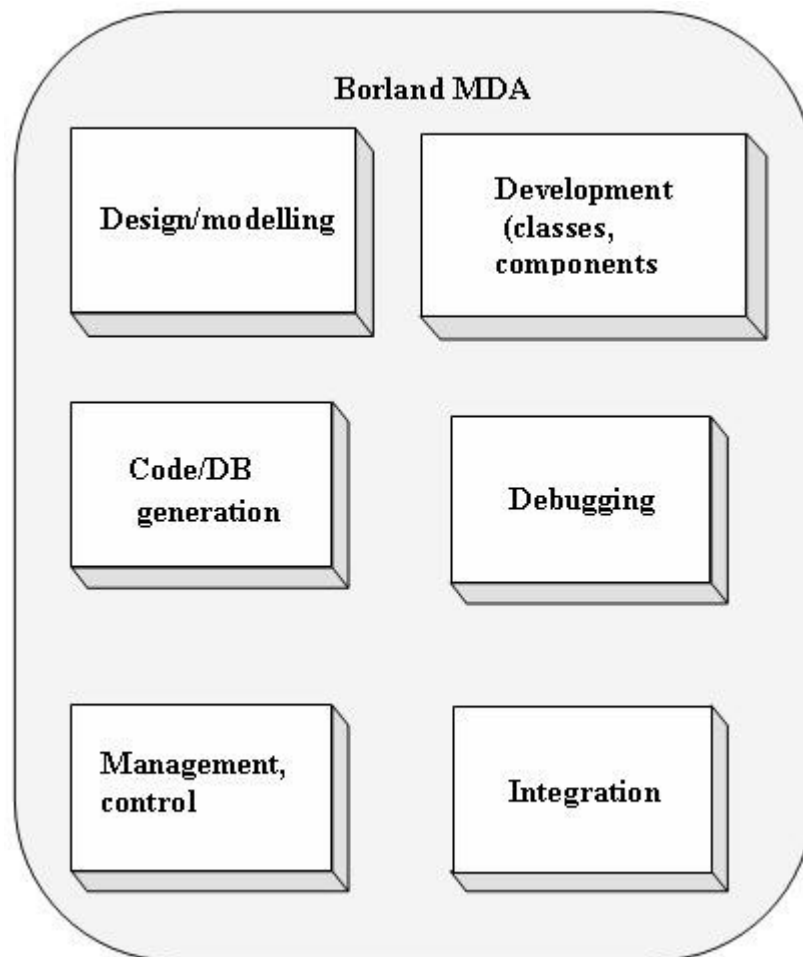 Borland MDA
Design/modelling
Development
(classes,
components
Code/DB
generation
Debugging
Management,
control
Integration